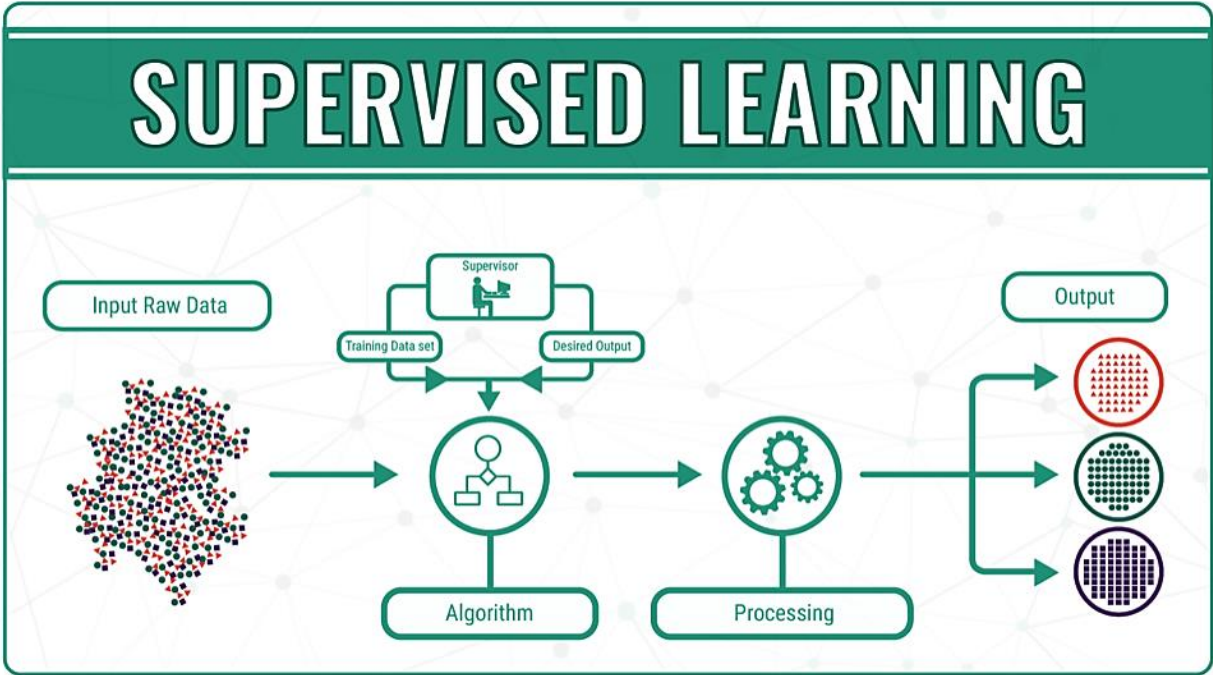 SUPERVISED LEARNING
Input Raw Data
Supervisor
Training Data set
Desired Output
Algorithm
Processing
Output